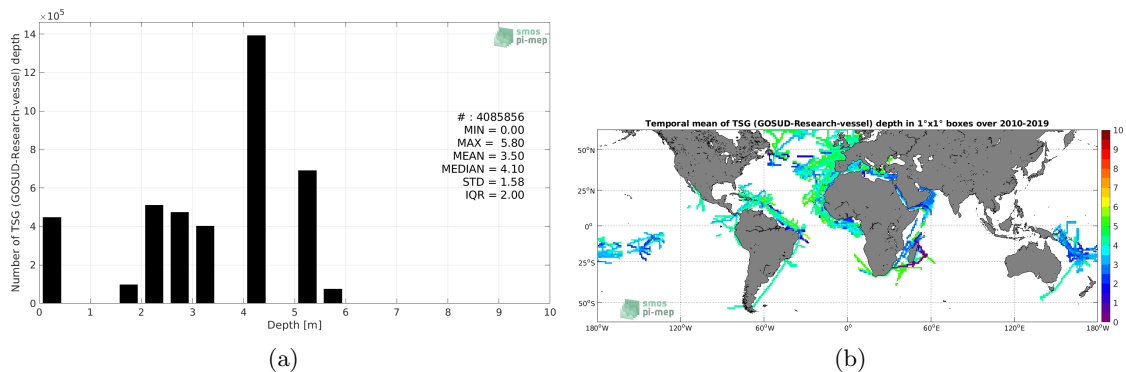 ×10⁵
14
12
10
8
6
4
2
0
Number of TSG (GOSUD-Research-vessel) depth
smos
pi-mep
# : 4085856
MIN = 0.00
MAX = 5.80
MEAN = 3.50
MEDIAN = 4.10
STD = 1.58
IQR = 2.00
0 1 2 3 4 5 6 7 8 9 10
Depth [m]
(a)
Temporal mean of TSG (GOSUD-Research-vessel) depth in 1°x1° boxes over 2010-2019
50°N
25°N
0°
25°S
50°S
smos
pi-mep
180°W 120°W 60°W 0° 60°E 120°E 180°W
10
9
8
7
6
5
4
3
2
1
0
(b)